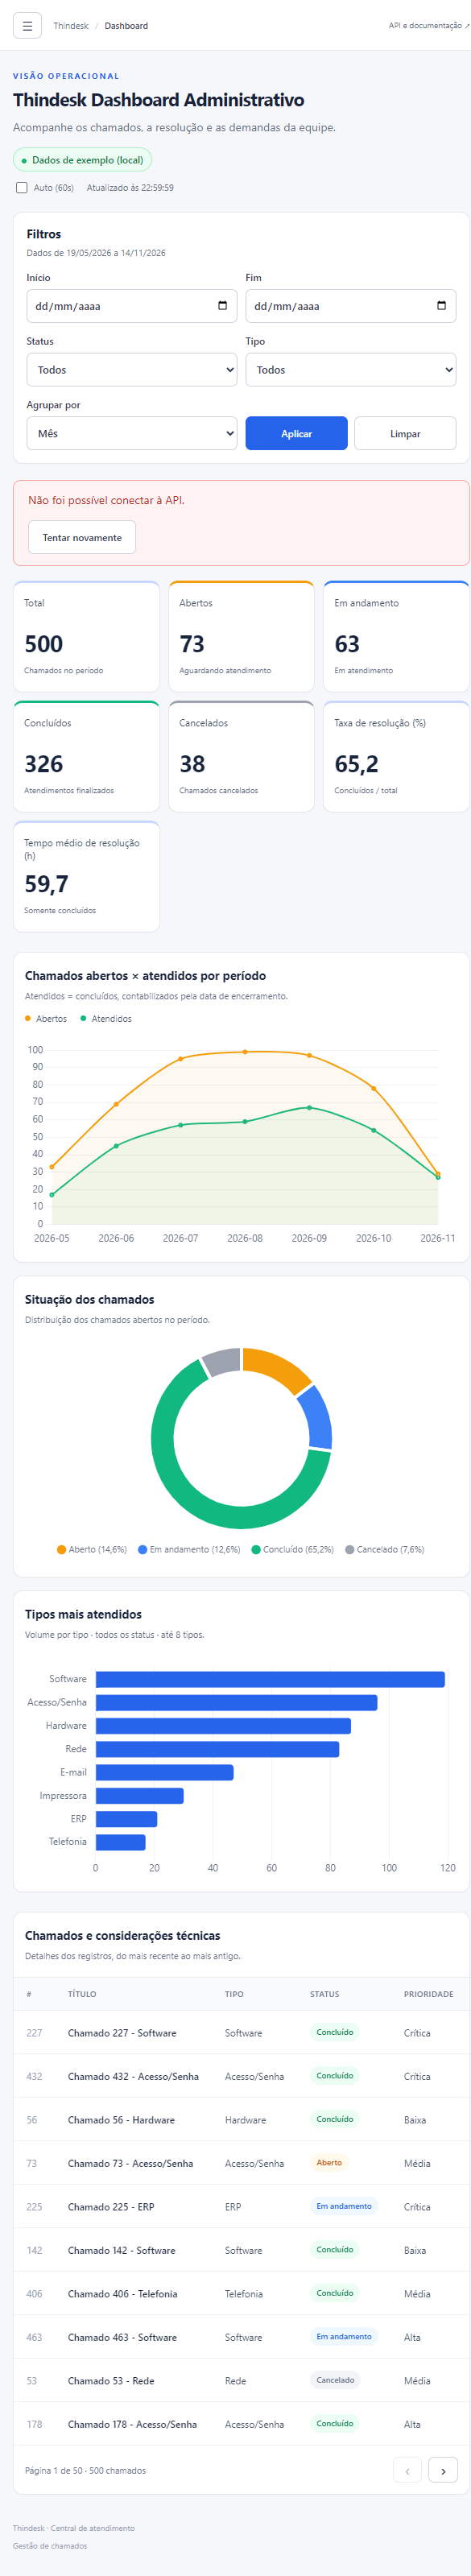 Thindesk / Dashboard API e documentação ↗
VISÃO OPERACIONAL
Thindesk Dashboard Administrativo
Acompanhe os chamados, a resolução e as demandas da equipe.
Dados de exemplo (local)
Auto (60s) Atualizado às 22:59:59
Filtros
Dados de 19/05/2026 a 14/11/2026
Início Fim
dd/mm/aaaa dd/mm/aaaa
Status Tipo
Todos Todos
Agrupar por
Mês Aplicar Limpar
Não foi possível conectar à API.
Tentar novamente
Total Abertos Em andamento
500 73 63
Chamados no período Aguardando atendimento Em atendimento
Concluídos Cancelados Taxa de resolução (%)
326 38 65,2
Atendimentos finalizados Chamados cancelados Concluídos / total
Tempo médio de resolução
(h)
59,7
Somente concluídos
Chamados abertos × atendidos por período
Atendidos = concluídos, contabilizados pela data de encerramento.
Abertos Atendidos
100
90
80
70
60
50
40
30
20
10
0
2026-05 2026-06 2026-07 2026-08 2026-09 2026-10 2026-11
Situação dos chamados
Distribuição dos chamados abertos no período.
Aberto (14,6%) Em andamento (12,6%) Concluído (65,2%) Cancelado (7,6%)
Tipos mais atendidos
Volume por tipo · todos os status · até 8 tipos.
Software
Acesso/Senha
Hardware
Rede
E-mail
Impressora
ERP
Telefonia
0 20 40 60 80 100 120
Chamados e considerações técnicas
Detalhes dos registros, do mais recente ao mais antigo.
# TÍTULO TIPO STATUS PRIORIDADE
227 Chamado 227 - Software Software Concluído Crítica
432 Chamado 432 - Acesso/Senha Acesso/Senha Concluído Crítica
56 Chamado 56 - Hardware Hardware Concluído Baixa
73 Chamado 73 - Acesso/Senha Acesso/Senha Aberto Média
225 Chamado 225 - ERP ERP Em andamento Crítica
142 Chamado 142 - Software Software Concluído Baixa
406 Chamado 406 - Telefonia Telefonia Concluído Média
463 Chamado 463 - Software Software Em andamento Alta
53 Chamado 53 - Rede Rede Cancelado Média
178 Chamado 178 - Acesso/Senha Acesso/Senha Concluído Alta
Página 1 de 50 · 500 chamados ‹ ›
Thindesk · Central de atendimento
Gestão de chamados